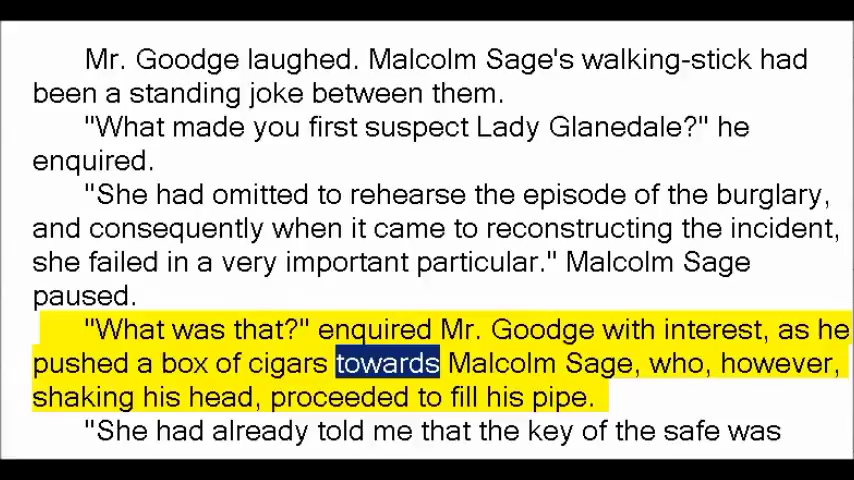 Mr. Goodge laughed. Malcolm Sage's walking-stick had
been a standing joke between them.
"What made you first suspect Lady Glanedale?" he
enquired.
"She had omitted to rehearse the episode of the burglary,
and consequently when it came to reconstructing the incident,
she failed in a very important particular." Malcolm Sage
paused.
"What was that?" enquired Mr. Goodge with interest, as he
pushed a box of cigars towards Malcolm Sage, who, however,
shaking his head, proceeded to fill his pipe.
"She had already told me that the key of the safe was